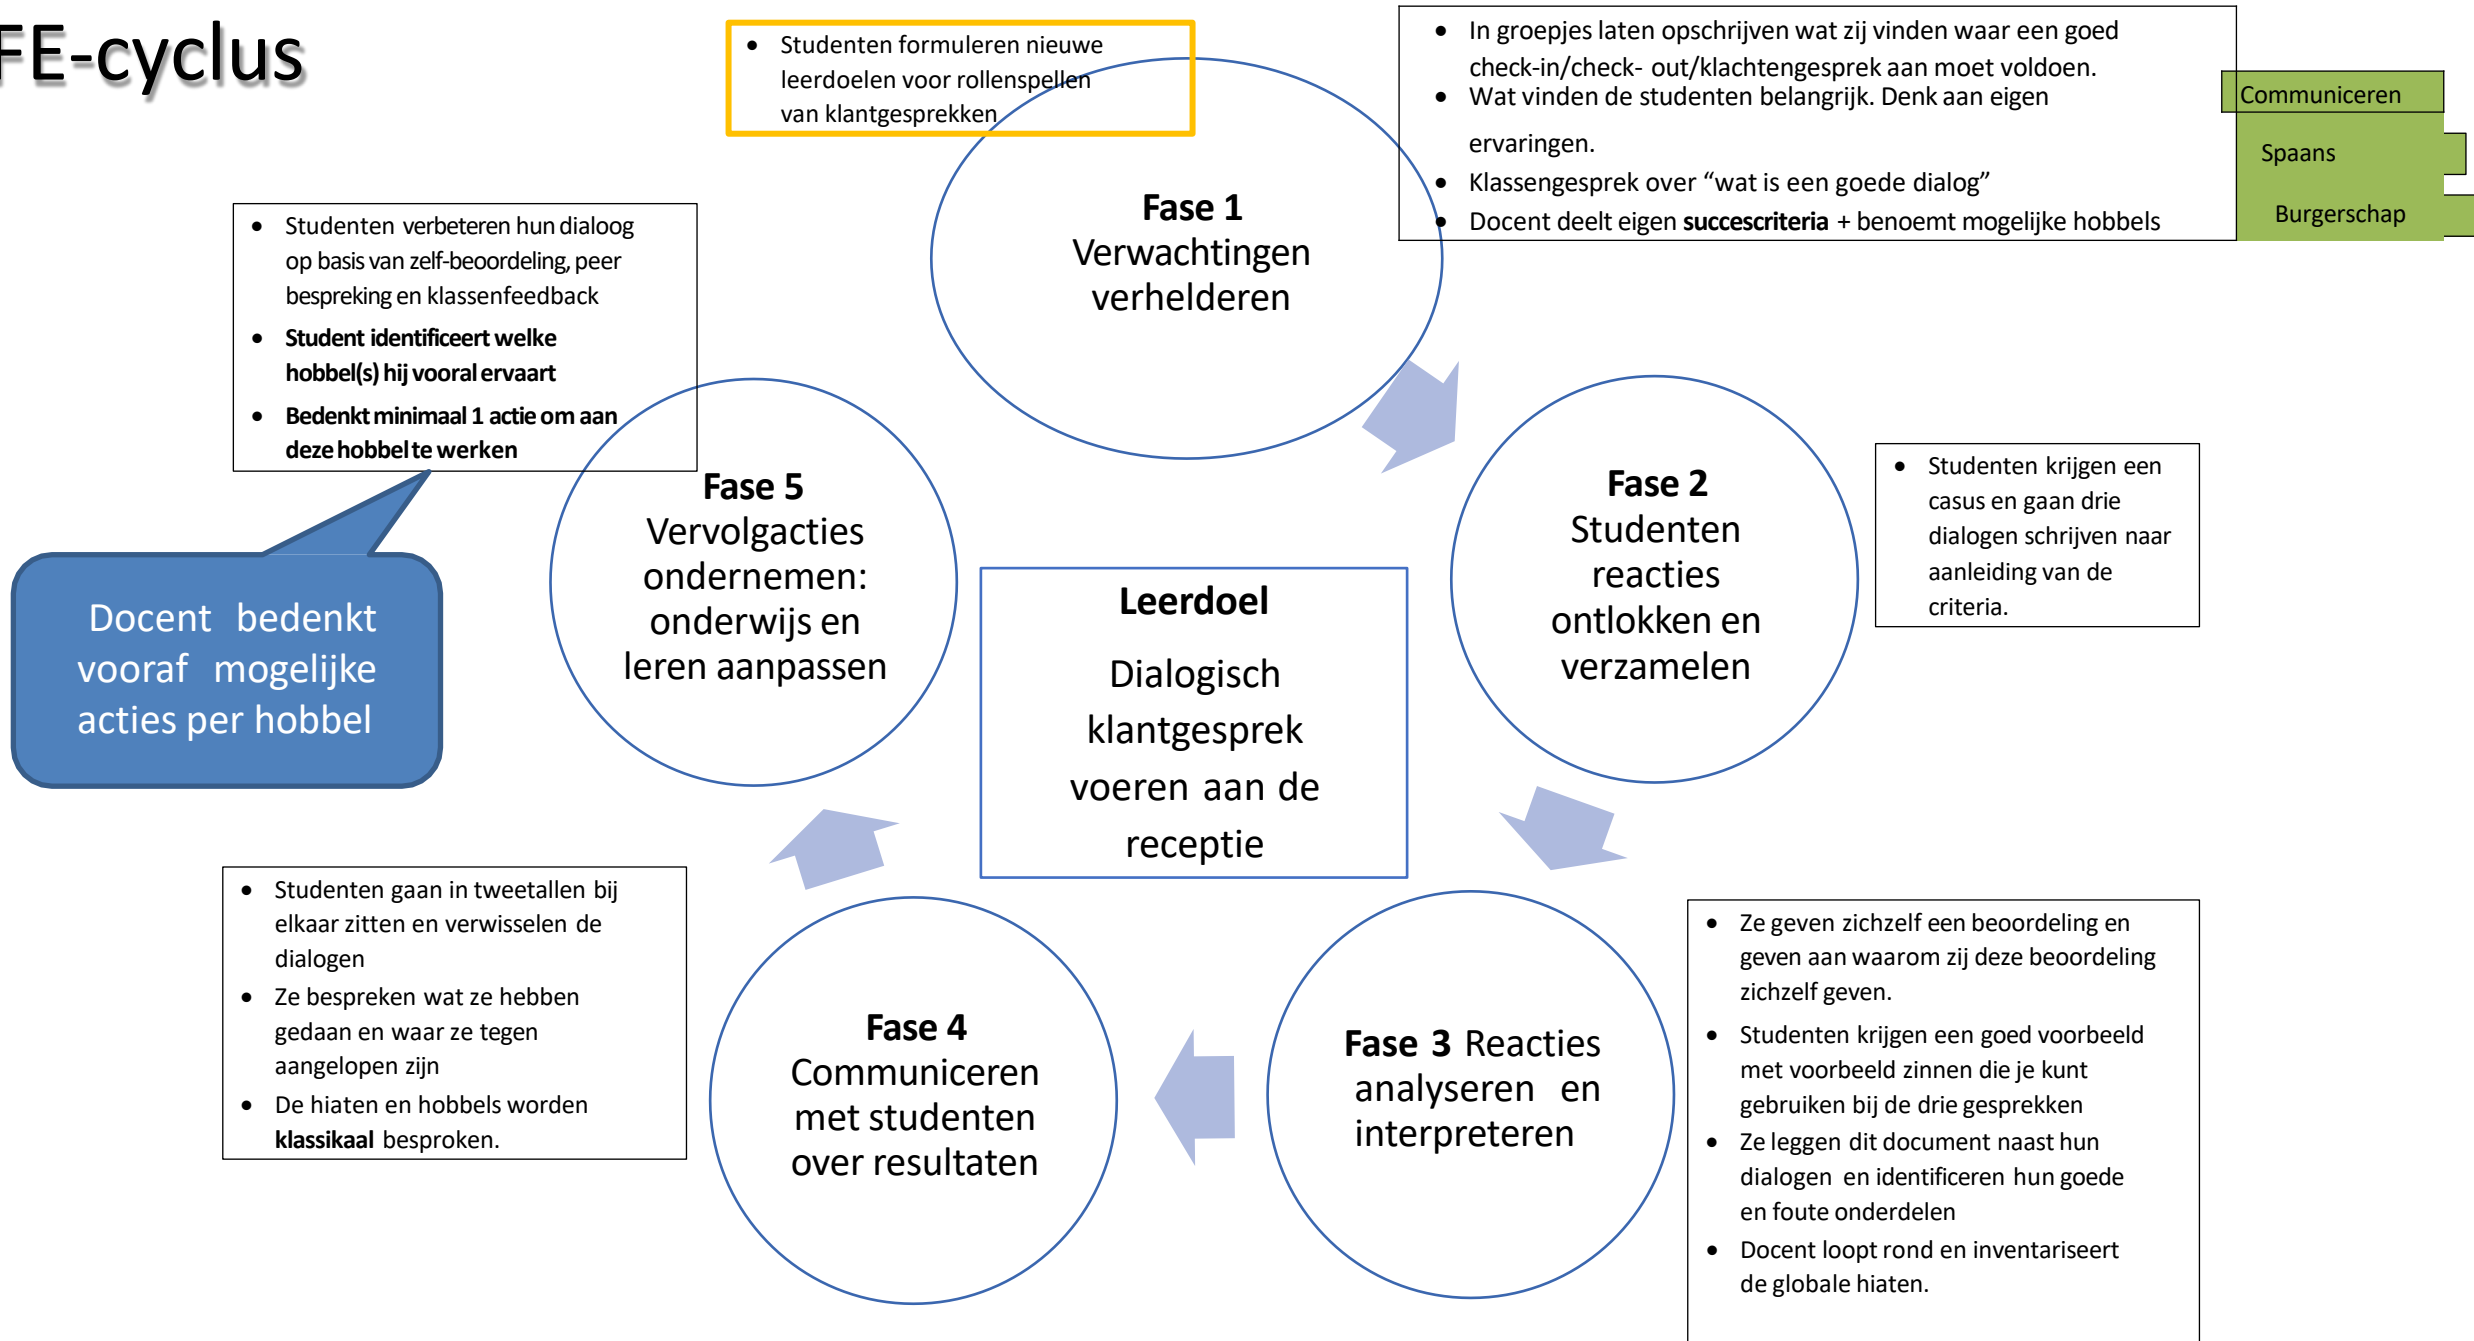 FE-cyclus
• Studenten formuleren nieuwe
leerdoelen voor rollenspellen
van klantgesprekken
• In groepjes laten opschrijven wat zij vinden waar een goed
check-in/check- out/klachtengesprek aan moet voldoen.
• Wat vinden de studenten belangrijk. Denk aan eigen
ervaringen.
• Klassengesprek over “wat is een goede dialog”
• Docent deelt eigen succescriteria + benoemt mogelijke hobbels
Communiceren
Spaans
Burgerschap
Fase 1
Verwachtingen
verhelderen
• Studenten verbeteren hun dialoog
op basis van zelf-beoordeling, peer
bespreking en klassenfeedback
• Student identificeert welke
hobbel(s) hij vooral ervaart
• Bedenkt minimaal 1 actie om aan
deze hobbel te werken
Fase 5
Vervolgacties
ondernemen:
onderwijs en
leren aanpassen
Docent bedenkt
vooraf mogelijke
acties per hobbel
Leerdoel
Dialogisch
klantgesprek
voeren aan de
receptie
Fase 2
Studenten
reacties
ontlokken en
verzamelen
• Studenten krijgen een
casus en gaan drie
dialogen schrijven naar
aanleiding van de
criteria.
• Studenten gaan in tweetallen bij
elkaar zitten en verwisselen de
dialogen
• Ze bespreken wat ze hebben
gedaan en waar ze tegen
aangelopen zijn
• De hiaten en hobbels worden
klassikaal besproken.
Fase 4
Communiceren
met studenten
over resultaten
Fase 3 Reacties
analyseren en
interpreteren
• Ze geven zichzelf een beoordeling en
geven aan waarom zij deze beoordeling
zichzelf geven.
• Studenten krijgen een goed voorbeeld
met voorbeeld zinnen die je kunt
gebruiken bij de drie gesprekken
• Ze leggen dit document naast hun
dialogen en identificeren hun goede
en foute onderdelen
• Docent loopt rond en inventariseert
de globale hiaten.